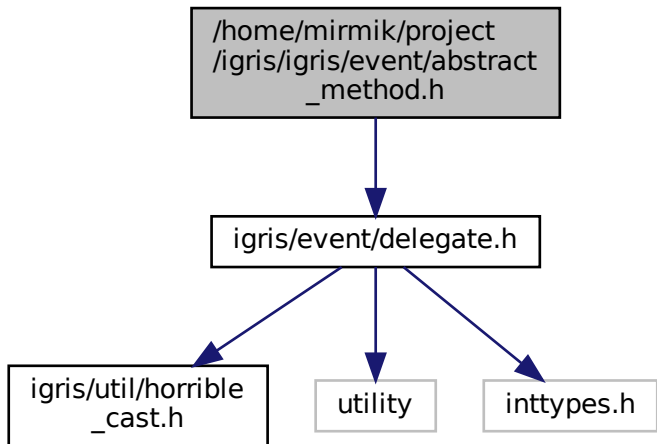 /home/mirmik/project
/igris/igris/event/abstract
_method.h
igris/event/delegate.h
igris/util/horrible
_cast.h
utility
inttypes.h